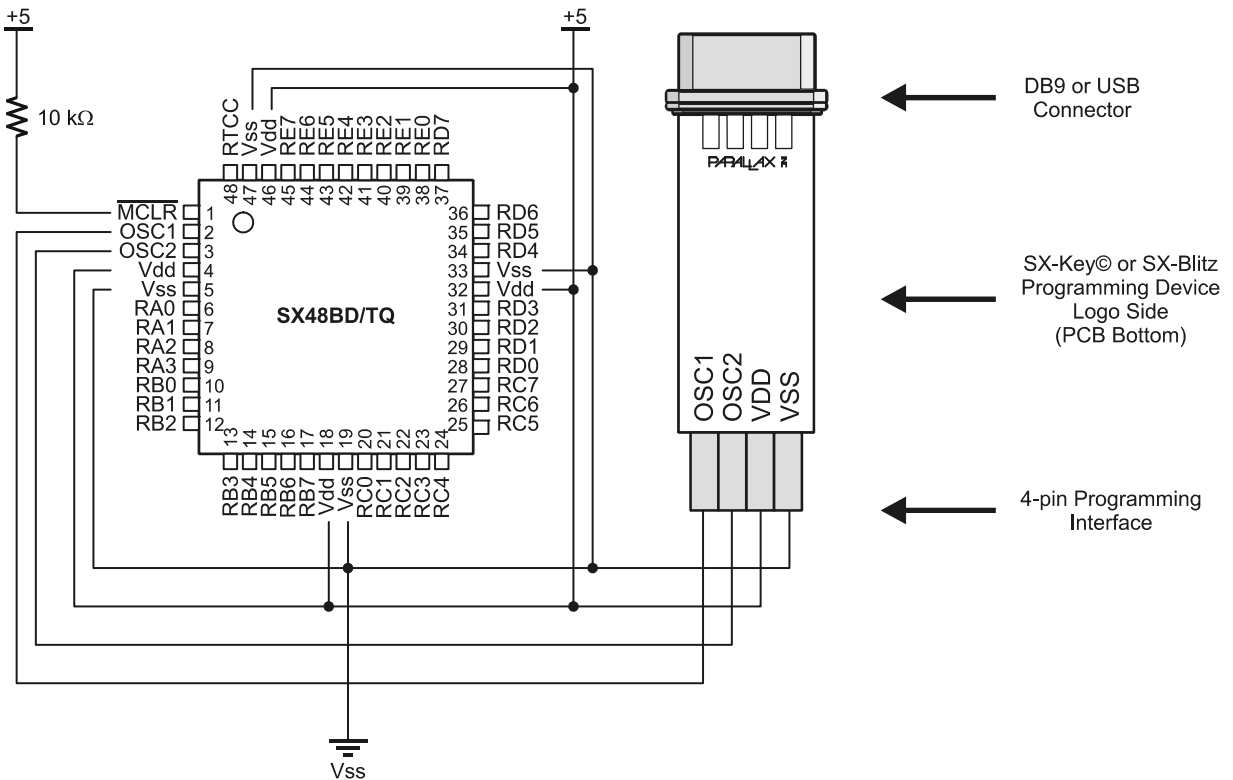 +5
+5
10 kΩ
DB9 or USB
Connector
PARALLAX
RTCC
Vss
Vdd
RE7
RE6
RE5
RE4
RE3
RE2
RE1
RE0
RD7
48
47
46
45
44
43
42
41
40
39
38
37
MCLR 1
OSC1 2
OSC2 3
Vdd 4
Vss 5
RA0 6
RA1 7
RA2 8
RA3 9
RB0 10
RB1 11
RB2 12
SX48BD/TQ
36 RD6
35 RD5
34 RD4
33 Vss
32 Vdd
31 RD3
30 RD2
29 RD1
28 RD0
27 RC7
26 RC6
25 RC5
13
14
15
16
17
18
19
20
21
22
23
24
RB3
RB4
RB5
RB6
RB7
Vdd
Vss
RC0
RC1
RC2
RC3
RC4
SX-Key© or SX-Blitz
Programming Device
Logo Side
(PCB Bottom)
OSC1
OSC2
VDD
VSS
4-pin Programming
Interface
Vss